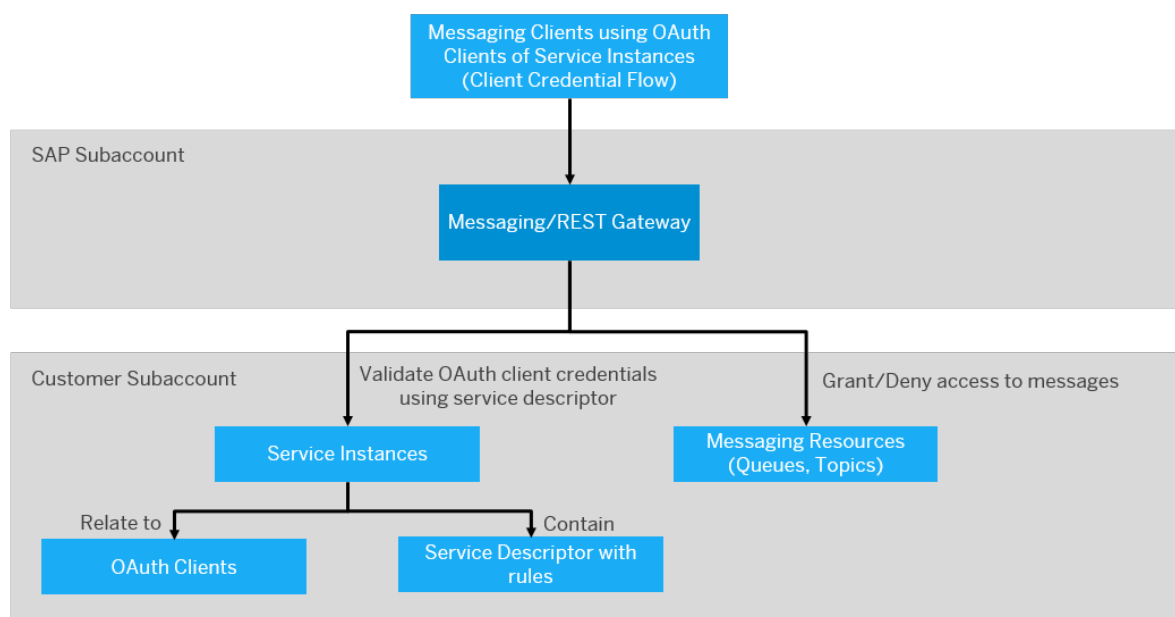 Messaging Clients using OAuth
Clients of Service Instances
(Client Credential Flow)
SAP Subaccount
Messaging/REST Gateway
Customer Subaccount
Validate OAuth client credentials
using service descriptor
Grant/Deny access to messages
Service Instances
Messaging Resources
(Queues, Topics)
Relate to
Contain
OAuth Clients
Service Descriptor with
rules